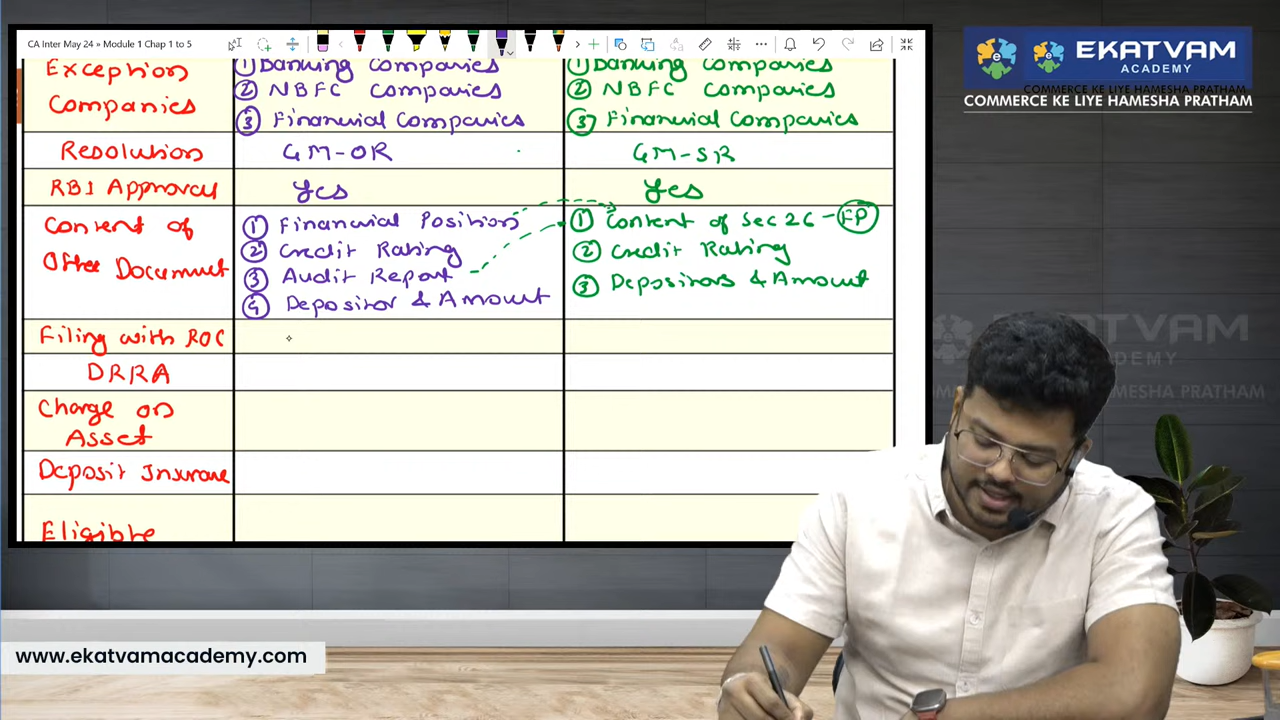 CA Inter May 24 » Module 1 Chap 1 to 5
EKATVAM
ACADEMY
COMMERCE KE LIYE HAMESHA PRATHAM
Exception
Companies
① Banking Companies
② NBFC Companies
③ Financial Companies
① Banking Companies
② NBFC Companies
③ Financial Companies
Resolution
GM-OR
GM-SR
RBI Approval
Yes
Yes
Content of
Offer Document
① Financial Position
② Credit Rating
③ Audit Report
④ Depositor & Amount
① Content of Sec 26 - FP
② Credit Rating
③ Depositors & Amount
Filing with ROC
DRRA
Charge on
Asset
Deposit Insurance
Eligible
EKATVAM
ACADEMY
www.ekatvamacademy.com